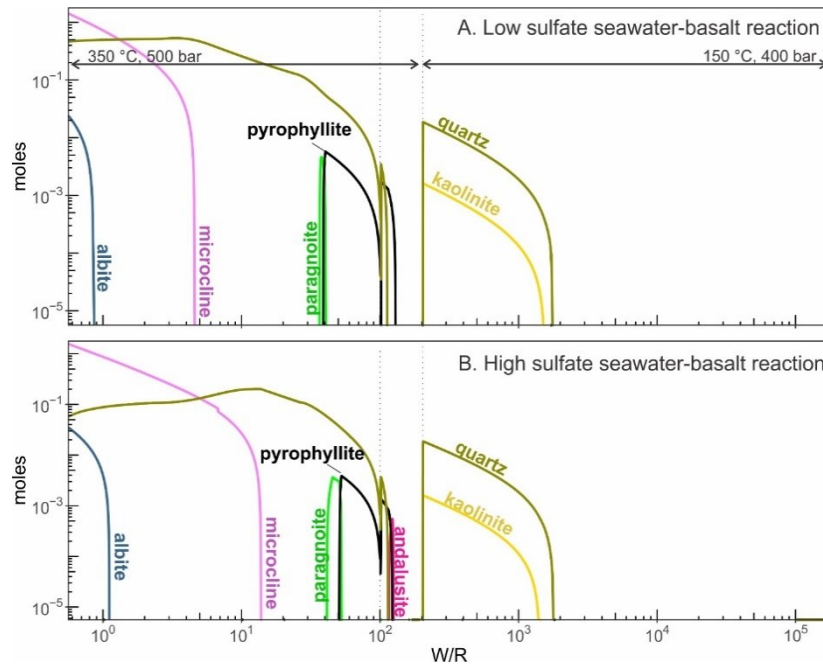 A. Low sulfate seawater-basalt reaction
350 °C, 500 bar
150 °C, 400 bar
10⁻¹
10⁻³
10⁻⁵
moles
albite
microcline
paragnoite
pyrophyllite
quartz
kaolinite
B. High sulfate seawater-basalt reaction
10⁻¹
10⁻³
10⁻⁵
moles
albite
microcline
paragnoite
pyrophyllite
andalusite
quartz
kaolinite
10⁰ 10¹ 10² 10³ 10⁴ 10⁵
W/R